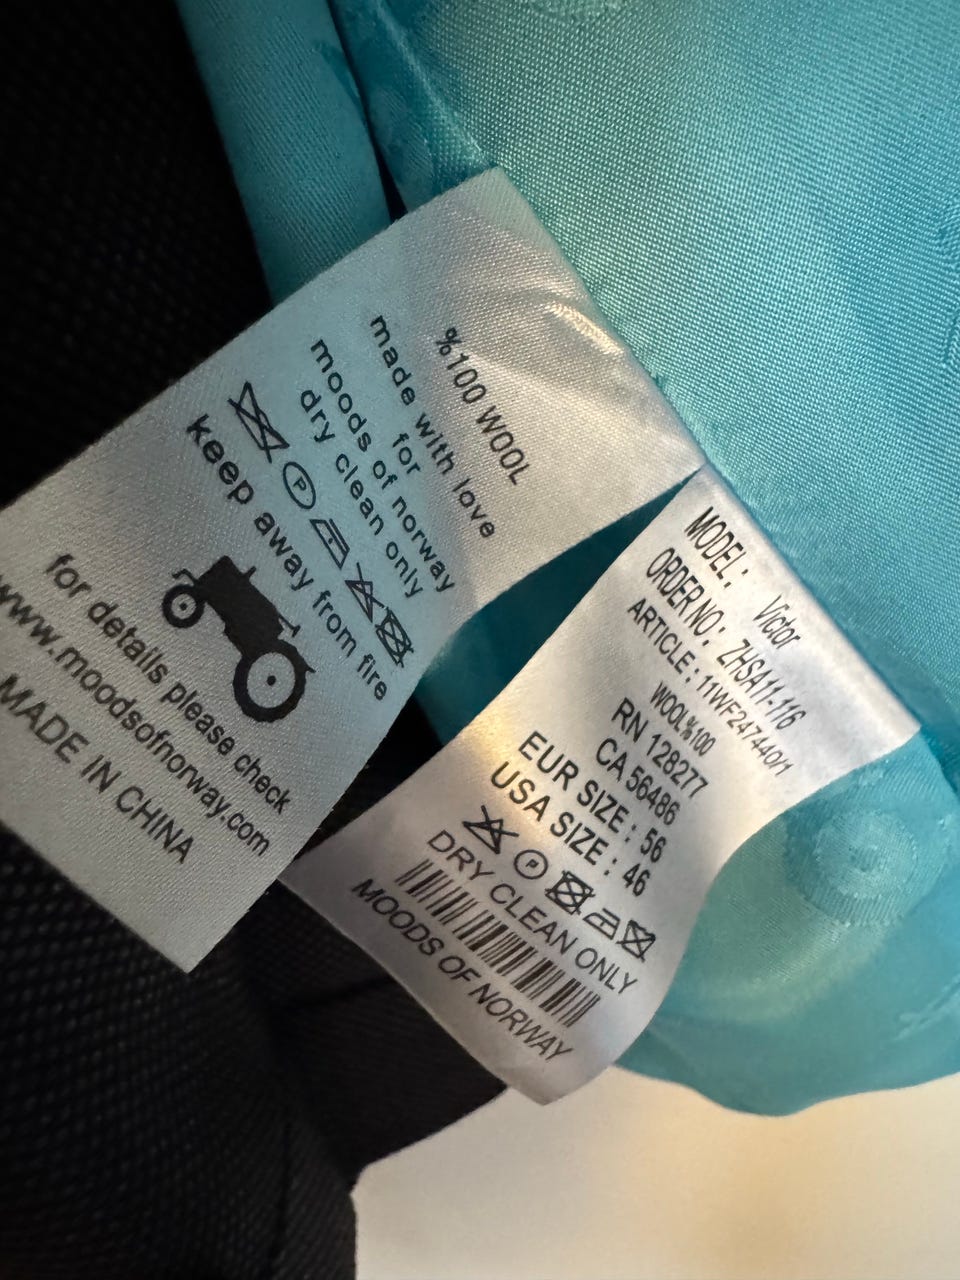 %100 WOOL
made with love
for
moods of norway
dry clean only
P
keep away from fire
for details please check
www.moodsofnorway.com
MADE IN CHINA
MODEL: Victor
ORDER NO: ZHSA11-116
ARTICLE: 11WF247440/1
WOOL%100
RN 128277
CA 56486
EUR SIZE : 56
USA SIZE : 46
P
DRY CLEAN ONLY
MOODS OF NORWAY